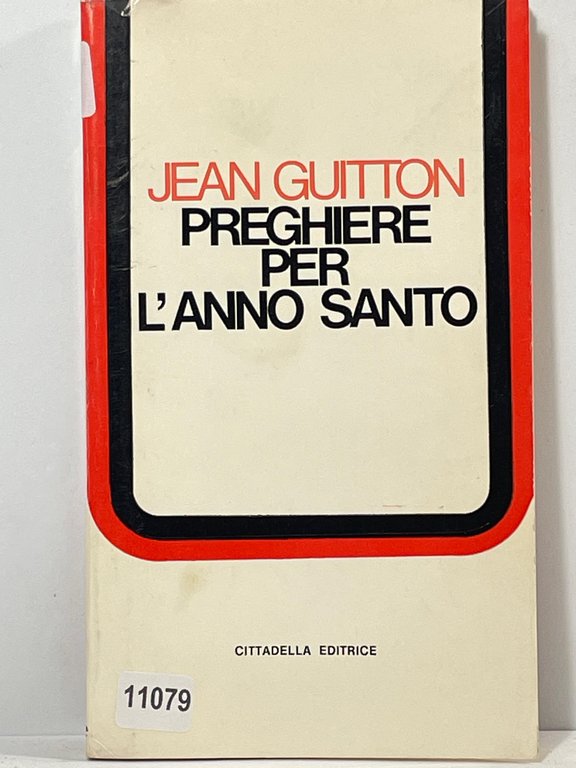 JEAN GUITTON
PREGHIERE
PER
L'ANNO SANTO
CITTADELLA EDITRICE
11079